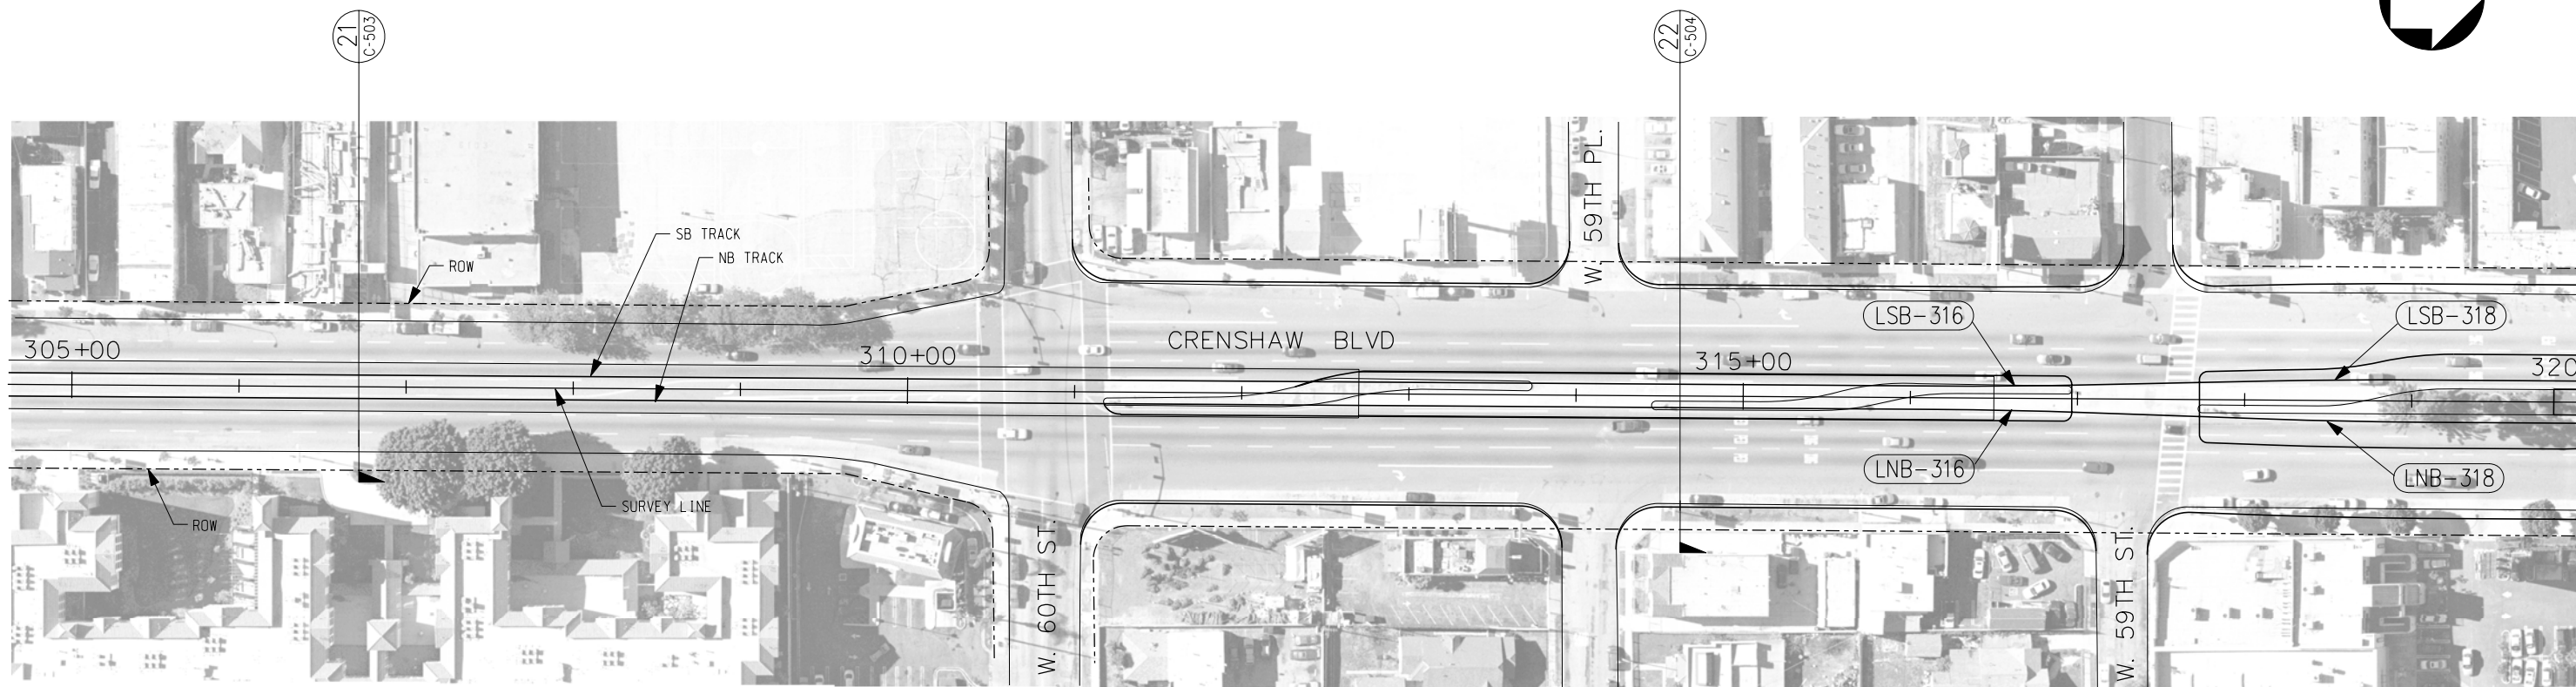 21
C-503
22
C-504
W. 59TH PL.
SB TRACK
NB TRACK
ROW
LSB-316
LSB-318
CRENSHAW BLVD
305+00
310+00
315+00
320
LNB-316
LNB-318
SURVEY LINE
ROW
W. 60TH ST.
W. 59TH ST.